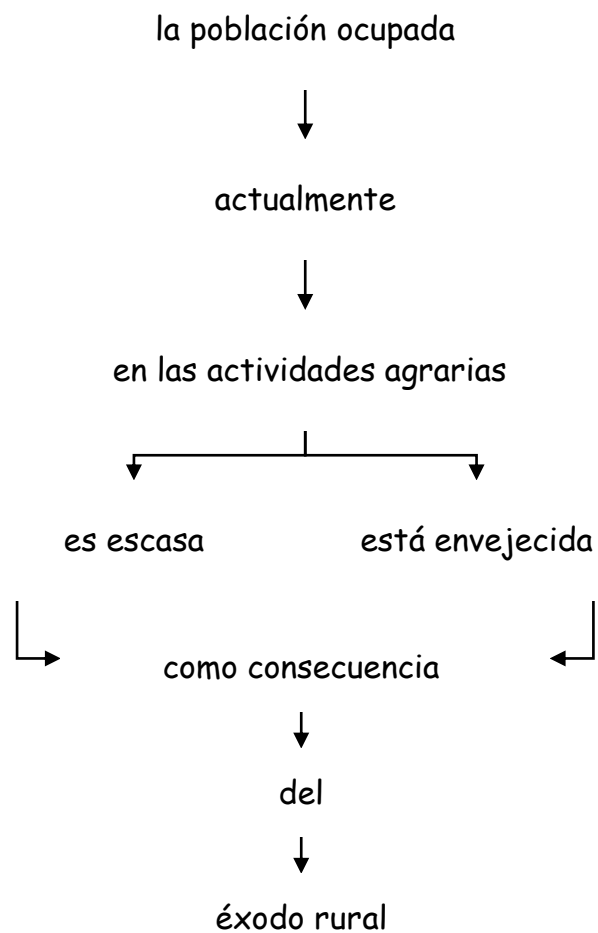 la población ocupada
actualmente
en las actividades agrarias
es escasa
está envejecida
como consecuencia
del
éxodo rural